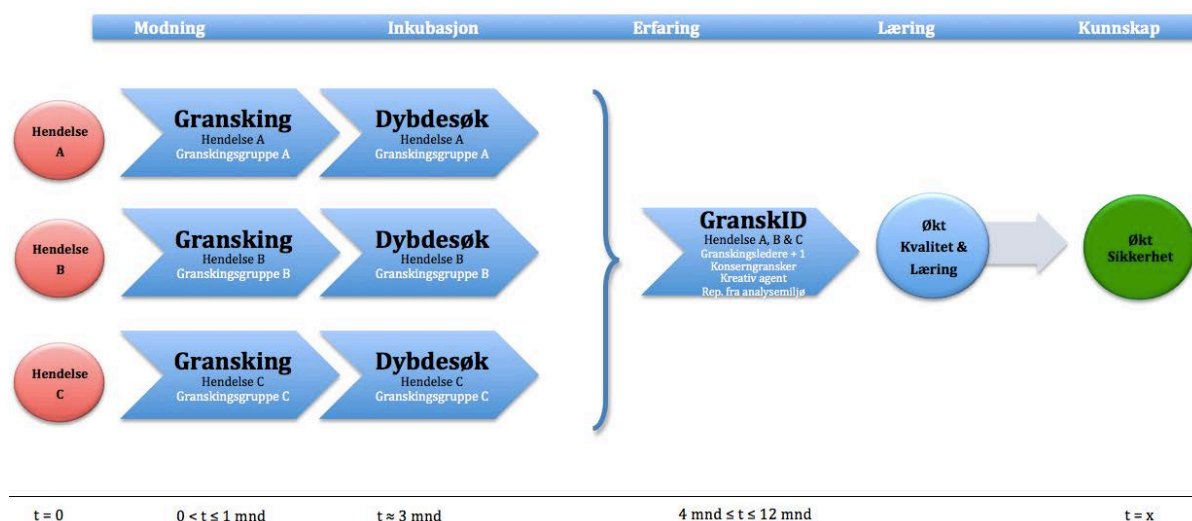 Modning Inkubasjon Erfaring Læring Kunnskap
Hendelse
A
Gransking
Hendelse A
Granskingsgruppe A
Dybdesøk
Hendelse A
Granskingsgruppe A
Hendelse
B
Gransking
Hendelse B
Granskingsgruppe B
Dybdesøk
Hendelse B
Granskingsgruppe B
Hendelse
C
Gransking
Hendelse C
Granskingsgruppe C
Dybdesøk
Hendelse C
Granskingsgruppe C
GranskID
Hendelse A, B & C
Granskingsledere + 1
Konserngransker
Kreativ agent
Rep. fra analysemiljø
Økt
Kvalitet &
Læring
Økt
Sikkerhet
t = 0 0 < t ≤ 1 mnd t ≈ 3 mnd 4 mnd ≤ t ≤ 12 mnd t = x